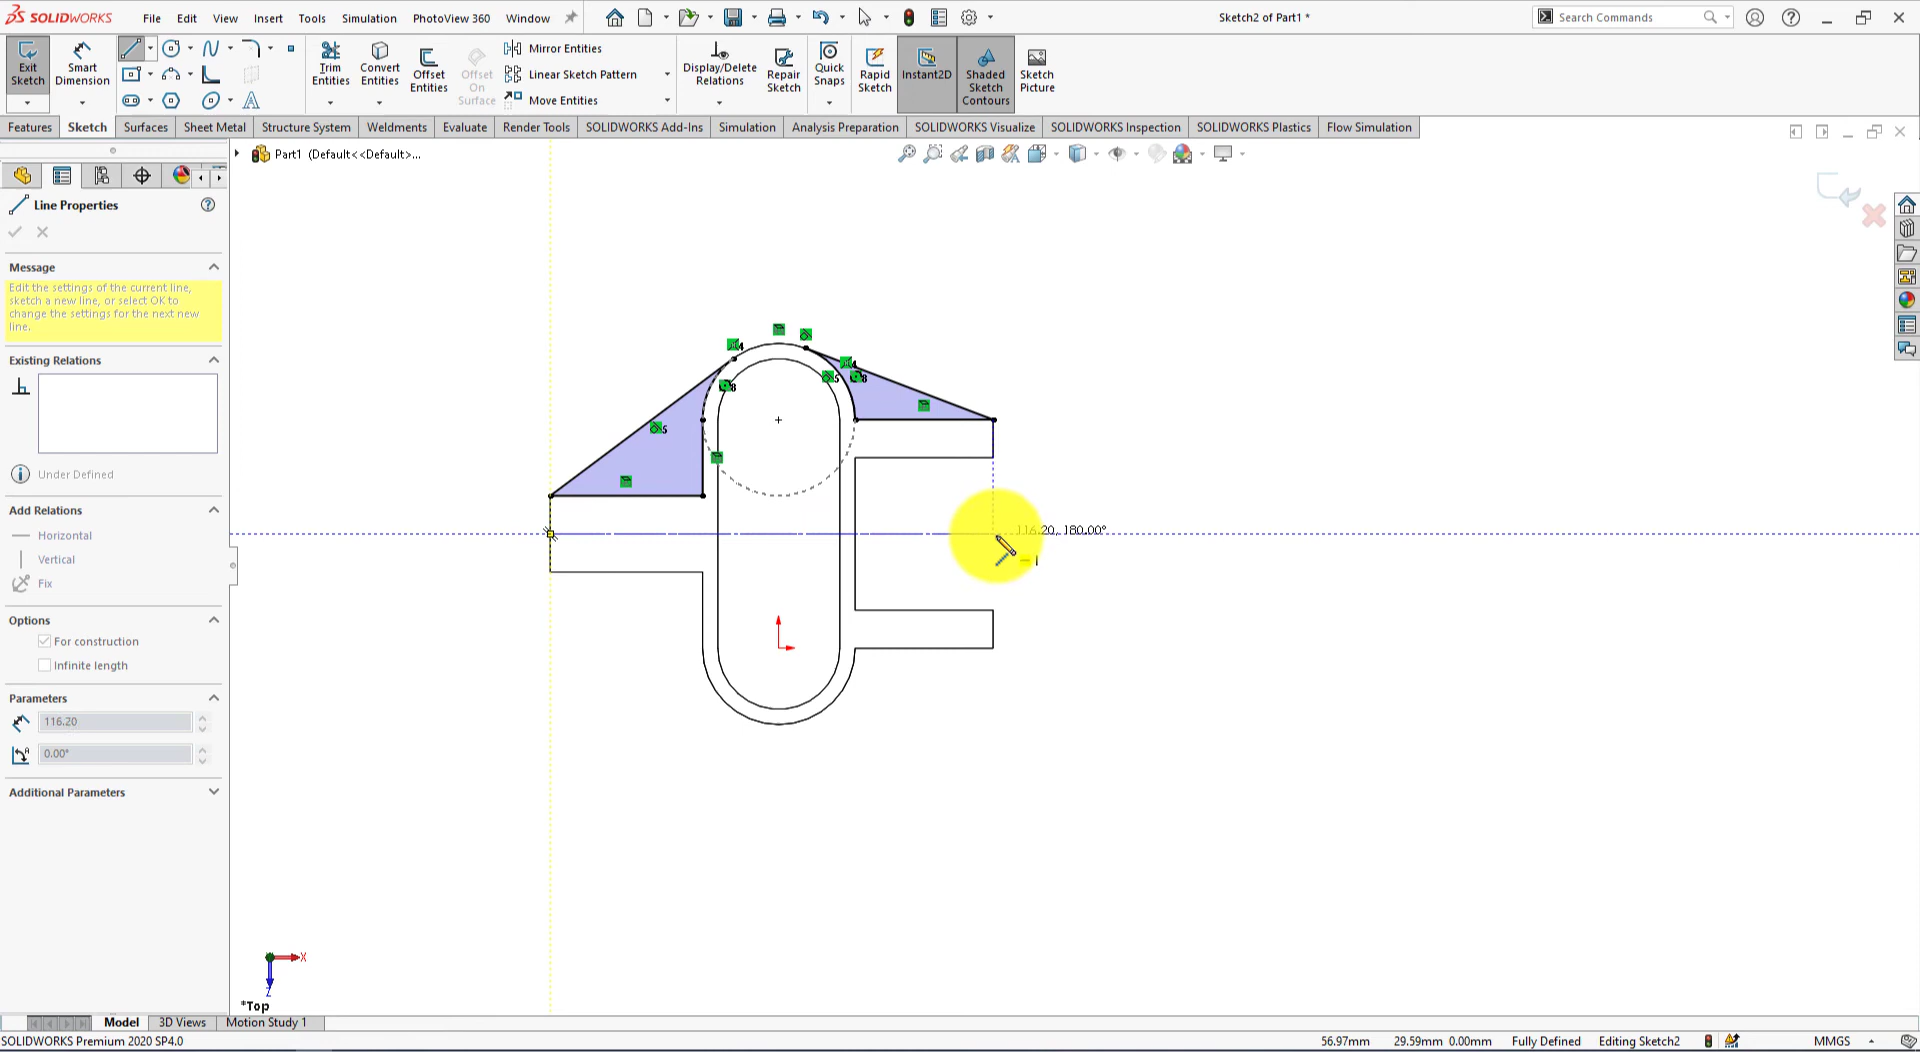 SOLIDWORKS File Edit View Insert Tools Simulation PhotoView 360 Window Sketch2 of Part1 * Search Commands
Exit Sketch
Smart Dimension
Trim Entities
Convert Entities
Offset Entities
Offset On Surface
Mirror Entities
Linear Sketch Pattern
Move Entities
Display/Delete Relations
Repair Sketch
Quick Snaps
Rapid Sketch
Instant2D
Shaded Sketch Contours
Sketch Picture
Features Sketch Surfaces Sheet Metal Structure System Weldments Evaluate Render Tools SOLIDWORKS Add-Ins Simulation Analysis Preparation SOLIDWORKS Visualize SOLIDWORKS Inspection SOLIDWORKS Plastics Flow Simulation
Part1 (Default<<Default>...
Line Properties
Message
Edit the settings of the current line,
sketch a new line, or select OK to
change the settings for the next new
line.
Existing Relations
Under Defined
Add Relations
Horizontal
Vertical
Fix
Options
For construction
Infinite length
Parameters
116.20
0.00°
Additional Parameters
4
8
5
4
5
8
116.20, 180.00°
X
Z
*Top
Model 3D Views Motion Study 1
SOLIDWORKS Premium 2020 SP4.0 56.97mm 29.59mm 0.00mm Fully Defined Editing Sketch2 MMGS